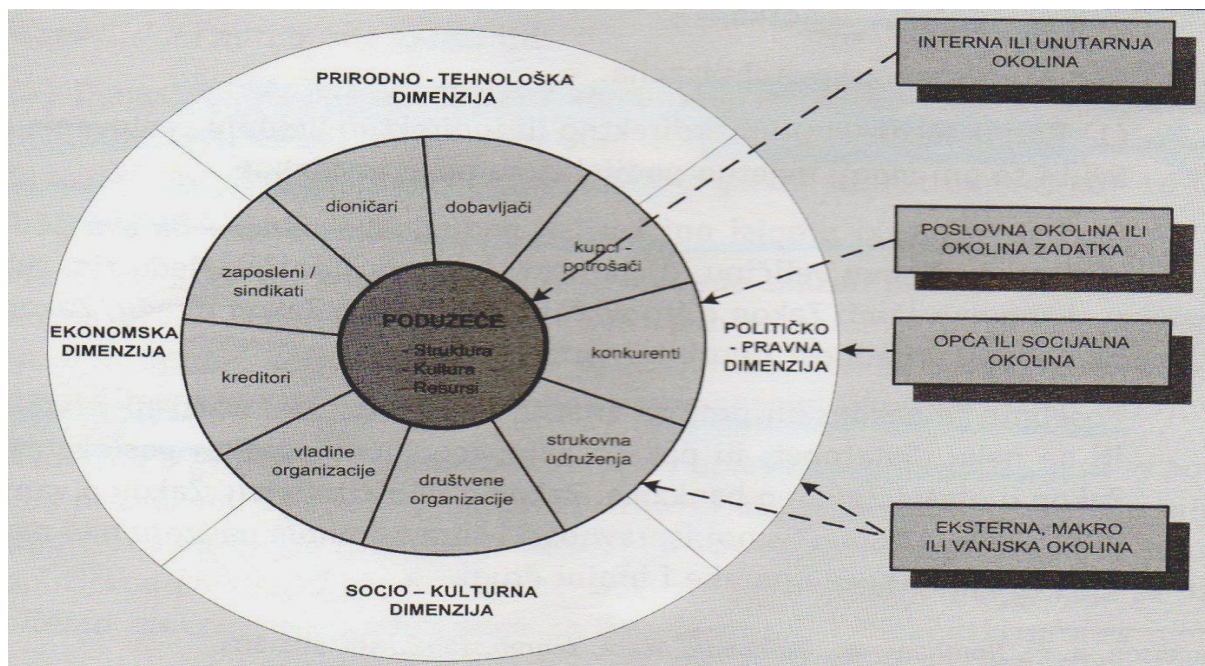 PRIRODNO - TEHNOLOŠKA
DIMENZIJA
dioničari
dobavljači
kupci -
potrošači
zaposleni /
sindikati
EKONOMSKA
DIMENZIJA
PODUZEĆE
- Struktura
- Kultura
- Resursi
konkurenti
POLITIČKO
- PRAVNA
DIMENZIJA
kreditori
vladine
organizacije
društvene
organizacije
strukovna
udruženja
SOCIO – KULTURNA
DIMENZIJA
INTERNA ILI UNUTARNJA
OKOLINA
POSLOVNA OKOLINA ILI
OKOLINA ZADATKA
OPĆA ILI SOCIJALNA
OKOLINA
EKSTERNA, MAKRO
ILI VANJSKA OKOLINA